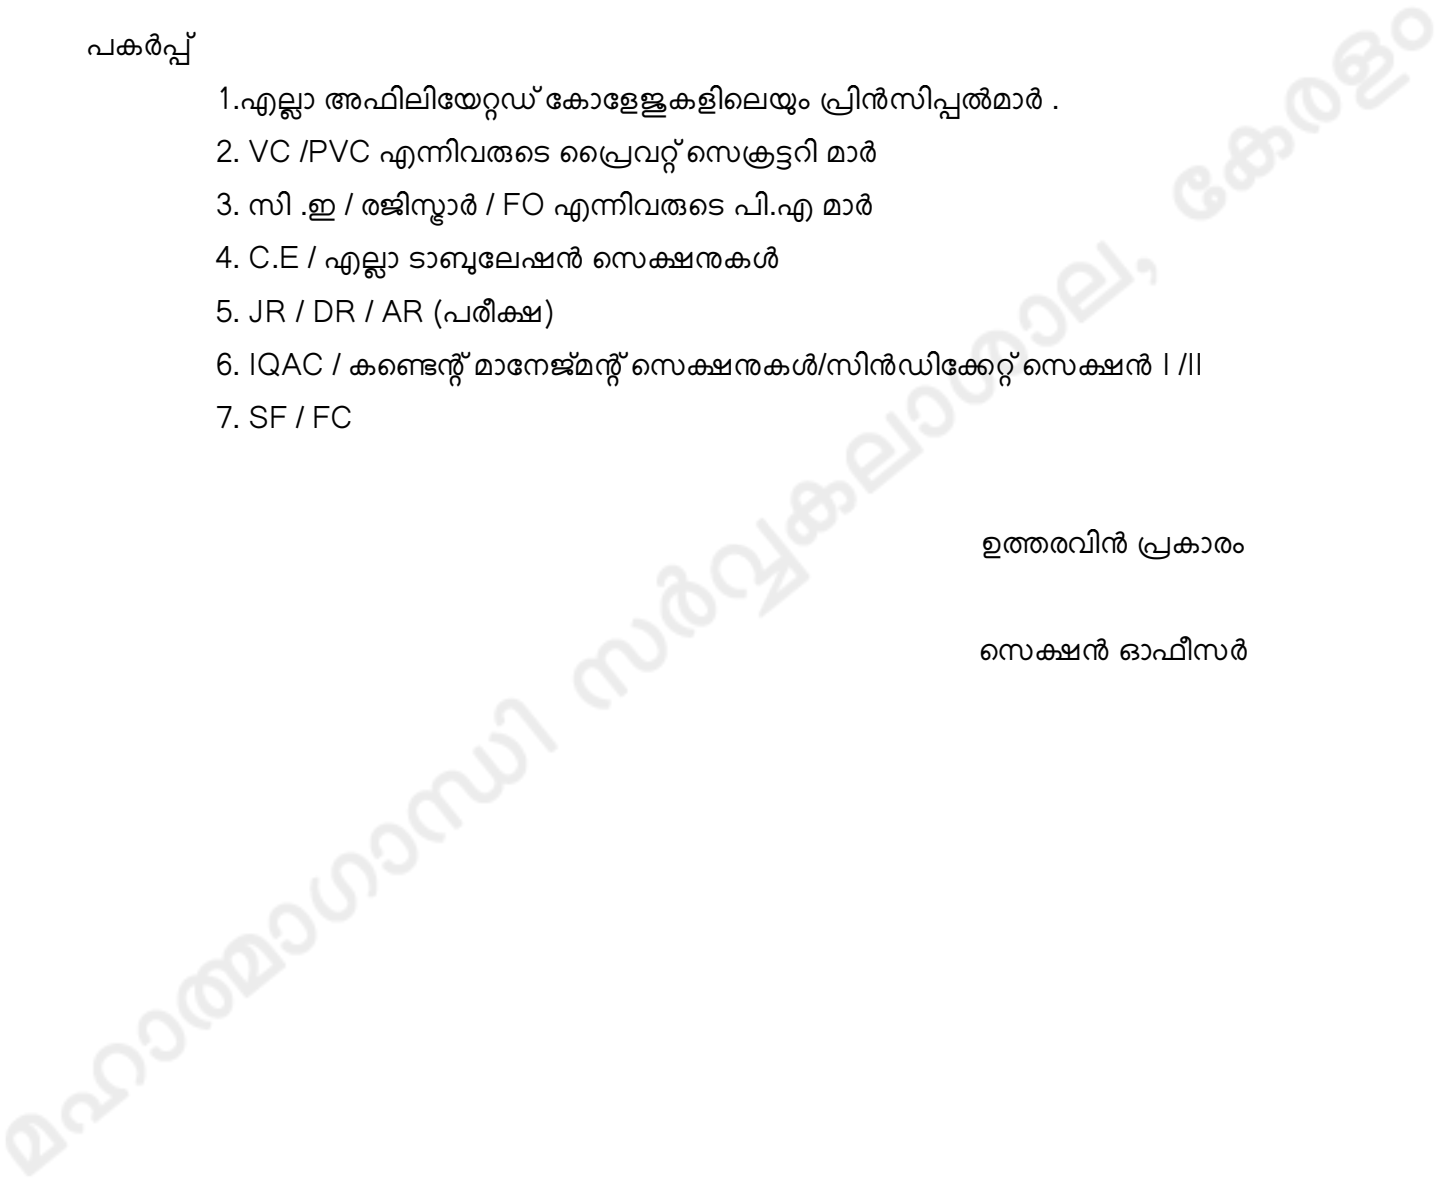 പകർപ്പ്
1.എല്ലാ അഫിലിയേറ്റഡ് കോളേജുകളിലെയും പ്രിൻസിപ്പൽമാർ .
2. VC /PVC എന്നിവരുടെ പ്രൈവറ്റ് സെക്രട്ടറി മാർ
3. സി .ഇ / രജിസ്ട്രാർ / FO എന്നിവരുടെ പി.എ മാർ
4. C.E / എല്ലാ ടാബുലേഷൻ സെക്ഷനുകൾ
5. JR / DR / AR (പരീക്ഷ)
6. IQAC / കണ്ടെന്റ് മാനേജ്മന്റ് സെക്ഷനുകൾ/സിൻഡിക്കേറ്റ് സെക്ഷൻ I /II
7. SF / FC
ഉത്തരവിൻ പ്രകാരം
സെക്ഷൻ ഓഫീസർ
മഹാത്മാഗാന്ധി സർവ്വകലാശാല, കേരളം